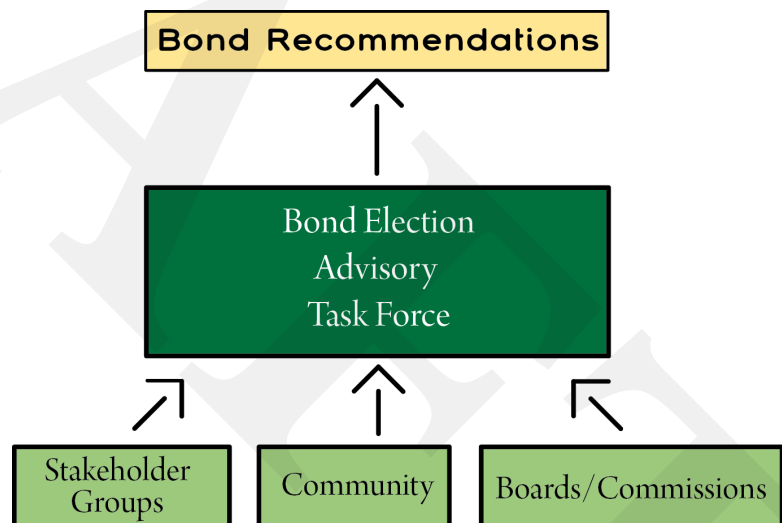 Bond Recommendations
Bond Election
Advisory
Task Force
Stakeholder
Groups
Community
Boards/Commissions